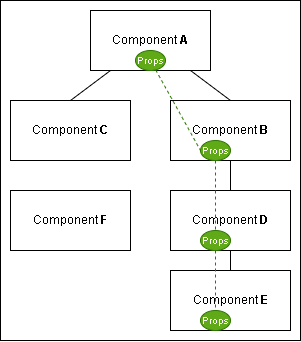 Component A
Props
Component C
Component B
Props
Component F
Component D
Props
Component E
Props